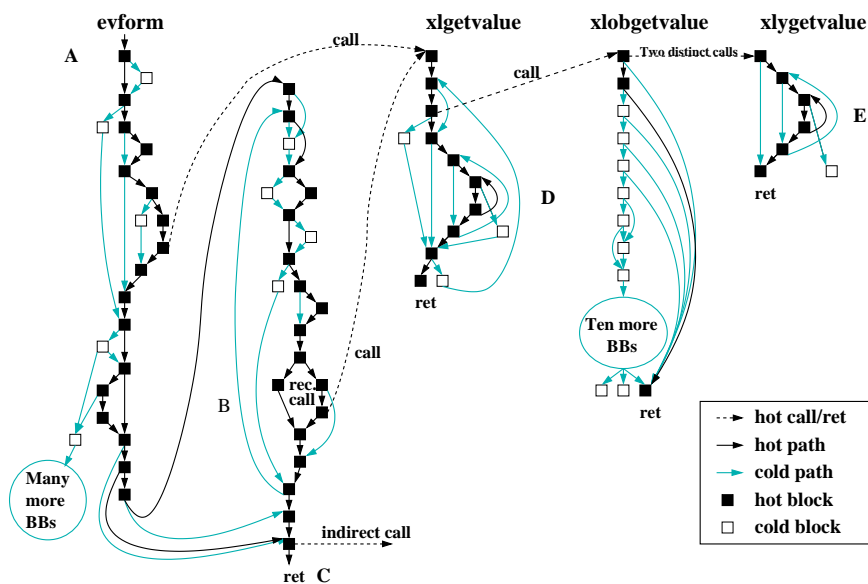 evform
xlgetvalue
xlobgetvalue
xlygetvalue
A
call
call
Two distinct calls
E
ret
D
ret
call
B
rec.
call
Ten more
BBs
ret
Many
more
BBs
indirect call
ret
C
hot call/ret
hot path
cold path
hot block
cold block